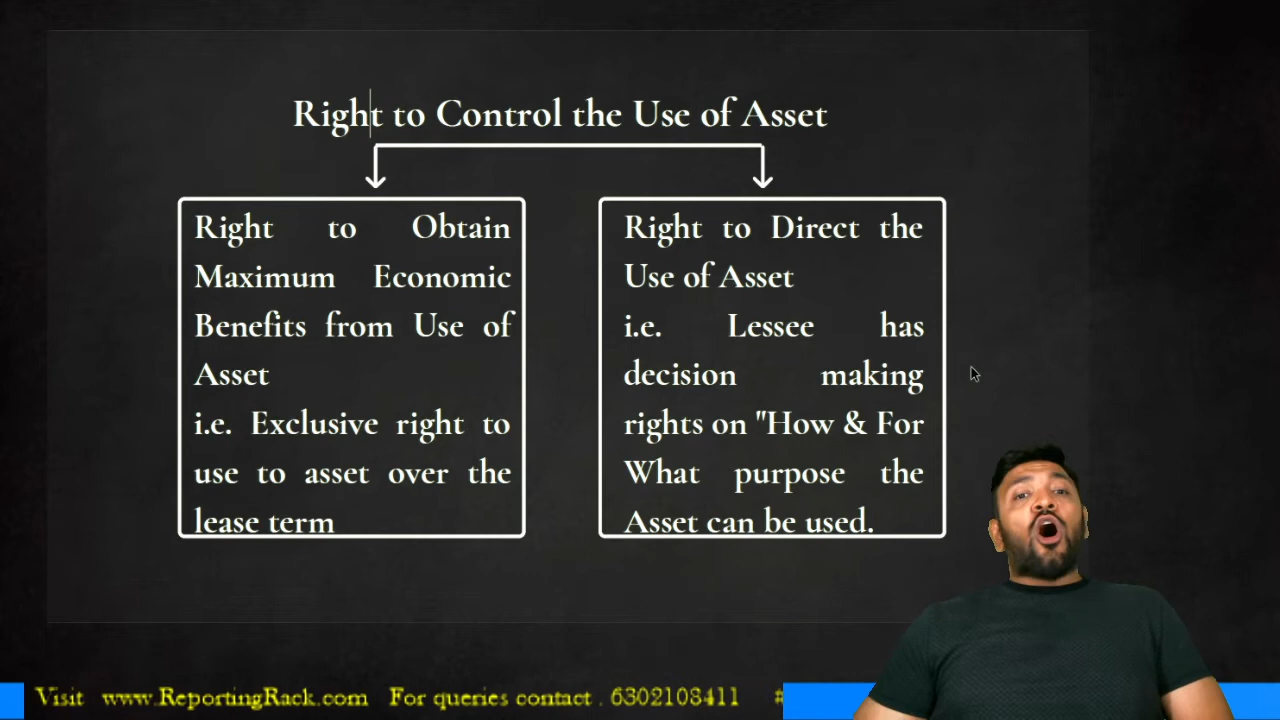 Right to Control the Use of Asset
Right to Obtain
Maximum Economic
Benefits from Use of
Asset
i.e. Exclusive right to
use to asset over the
lease term
Right to Direct the
Use of Asset
i.e. Lessee has
decision making
rights on "How & For
What purpose the
Asset can be used.
Visit www.ReportingRack.com For queries contact . 6302108411 #